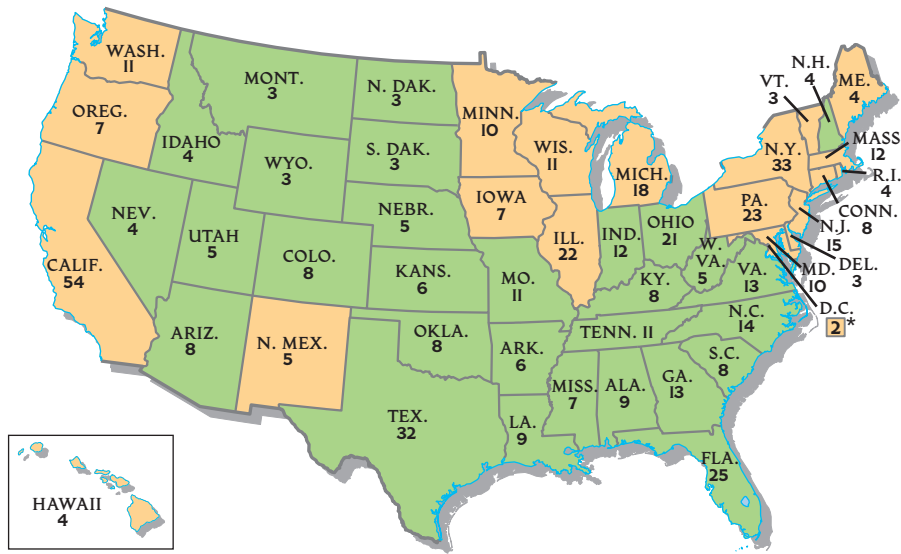 WASH.
11
OREG.
7
CALIF.
54
NEV.
4
IDAHO
4
MONT.
3
WYO.
3
UTAH
5
ARIZ.
8
COLO.
8
N. MEX.
5
N. DAK.
3
S. DAK.
3
NEBR.
5
KANS.
6
OKLA.
8
TEX.
32
MINN.
10
IOWA
7
MO.
11
ARK.
6
LA.
9
WIS.
11
ILL.
22
MICH.
18
IND.
12
OHIO
21
KY.
8
TENN. 11
MISS.
7
ALA.
9
GA.
13
FLA.
25
S.C.
8
N.C.
14
VA.
13
W.
VA.
5
PA.
23
N.Y.
33
VT.
3
N.H.
4
ME.
4
MASS
12
R.I.
4
CONN.
8
N.J.
15
DEL.
3
MD.
10
D.C.
2 *
HAWAII
4